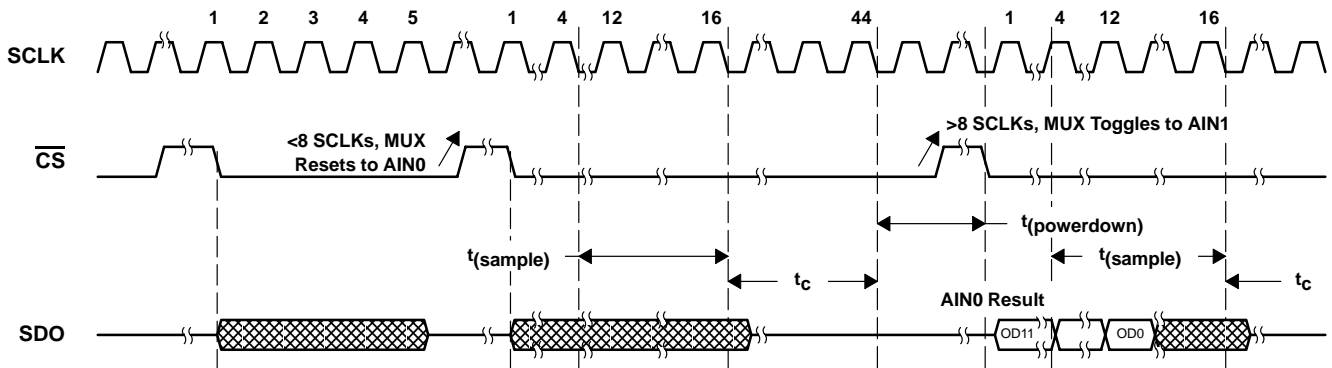 1 2 3 4 5 1 4 12 16 44 1 4 12 16
SCLK
>8 SCLKs, MUX Toggles to AIN1
<8 SCLKs, MUX
Resets to AIN0
CS
t(powerdown)
t(sample) t(sample)
tc tc
AIN0 Result
SDO OD11 OD0